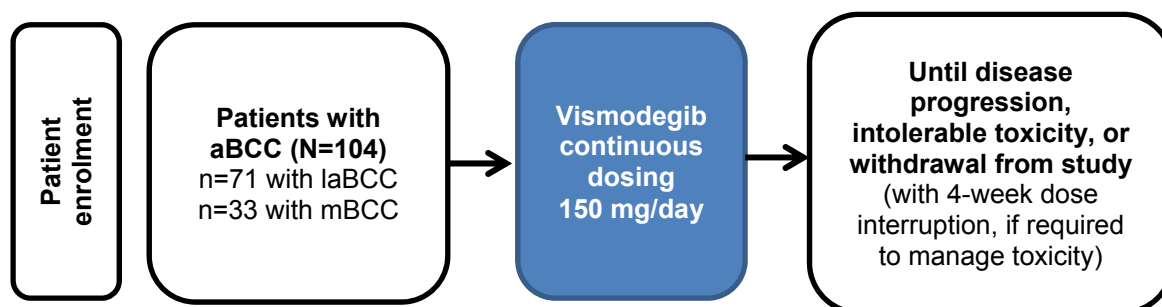 Patient
enrolment
Patients with
aBCC (N=104)
n=71 with laBCC
n=33 with mBCC
Vismodegib
continuous
dosing
150 mg/day
Until disease
progression,
intolerable toxicity, or
withdrawal from study
(with 4-week dose
interruption, if required
to manage toxicity)